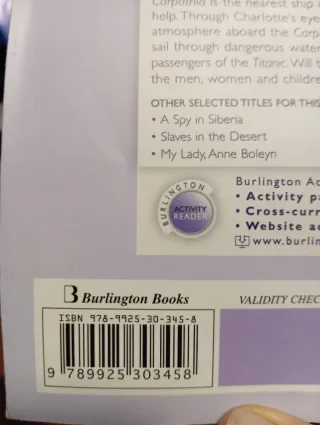 Carpathia is the nearest ship
help. Through Charlotte's eye
atmosphere aboard the Carp
sail through dangerous water
passengers of the Titanic. Will t
the men, women and childre
OTHER SELECTED TITLES FOR THIS
• A Spy in Siberia
• Slaves in the Desert
• My Lady, Anne Boleyn
BURLINGTON
ACTIVITY
READER
Burlington Ac
• Activity pa
• Cross-curr
• Website ac
www.burlin
Burlington Books
VALIDITY CHEC
ISBN 978-9925-30-345-8
9 789925 303458